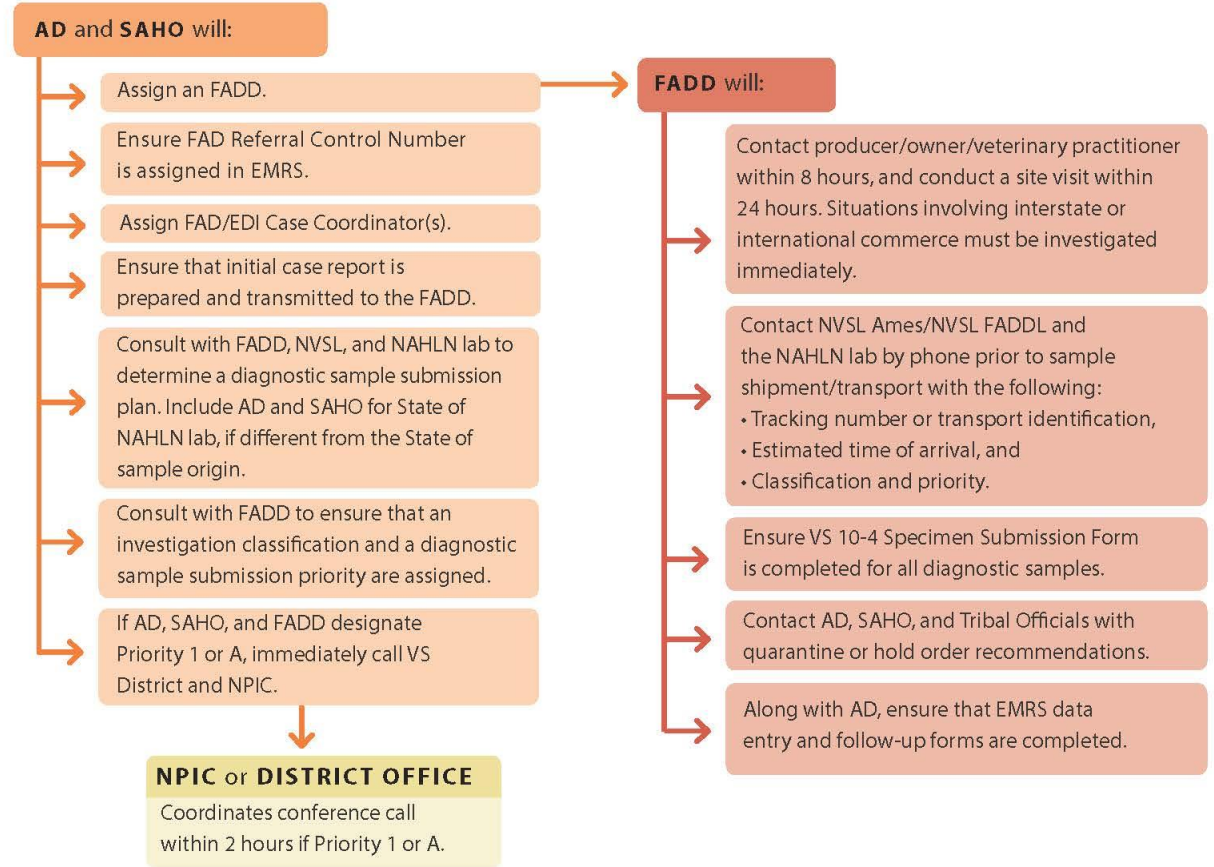 AD and SAHO will:
Assign an FADD.
Ensure FAD Referral Control Number
is assigned in EMRS.
Assign FAD/EDI Case Coordinator(s).
Ensure that initial case report is
prepared and transmitted to the FADD.
Consult with FADD, NVSL, and NAHLN lab to
determine a diagnostic sample submission
plan. Include AD and SAHO for State of
NAHLN lab, if different from the State of
sample origin.
Consult with FADD to ensure that an
investigation classification and a diagnostic
sample submission priority are assigned.
If AD, SAHO, and FADD designate
Priority 1 or A, immediately call VS
District and NPIC.
NPIC or DISTRICT OFFICE
Coordinates conference call
within 2 hours if Priority 1 or A.
FADD will:
Contact producer/owner/veterinary practitioner
within 8 hours, and conduct a site visit within
24 hours. Situations involving interstate or
international commerce must be investigated
immediately.
Contact NVSL Ames/NVSL FADDL and
the NAHLN lab by phone prior to sample
shipment/transport with the following:
• Tracking number or transport identification,
• Estimated time of arrival, and
• Classification and priority.
Ensure VS 10-4 Specimen Submission Form
is completed for all diagnostic samples.
Contact AD, SAHO, and Tribal Officials with
quarantine or hold order recommendations.
Along with AD, ensure that EMRS data
entry and follow-up forms are completed.